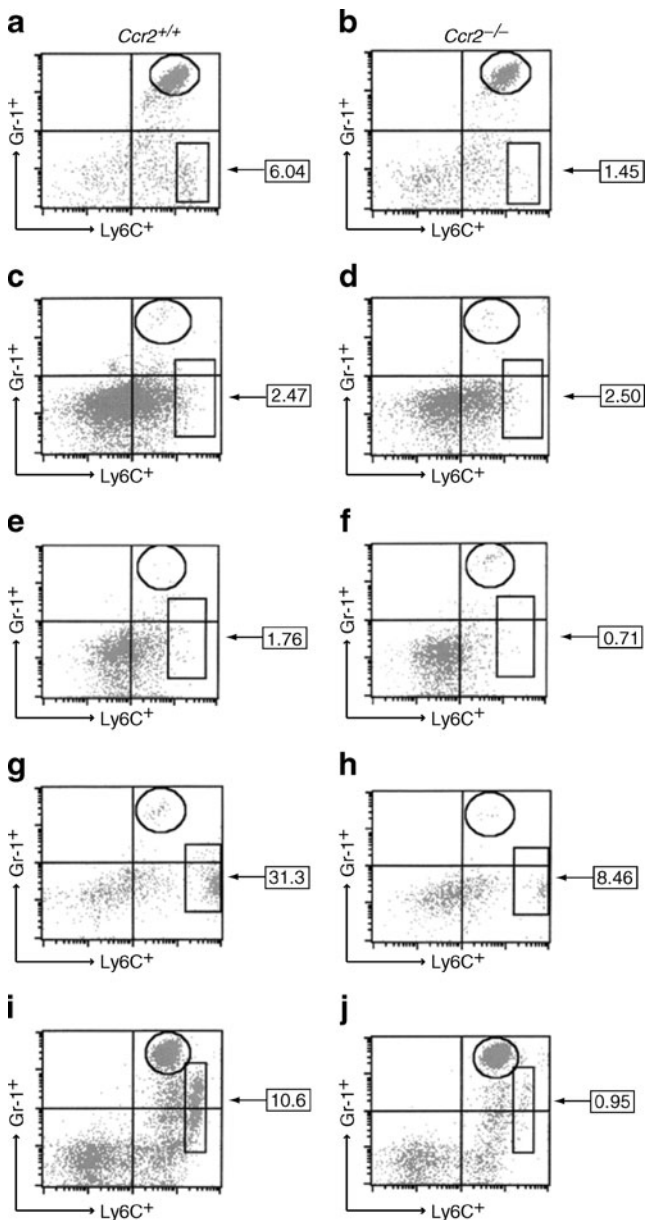 a
Ccr2+/+
Ccr2−/−
Gr-1+
6.04
Ly6C+
b
Gr-1+
1.45
Ly6C+
c
Gr-1+
2.47
Ly6C+
d
Gr-1+
2.50
Ly6C+
e
Gr-1+
1.76
Ly6C+
f
Gr-1+
0.71
Ly6C+
g
Gr-1+
31.3
Ly6C+
h
Gr-1+
8.46
Ly6C+
i
Gr-1+
10.6
Ly6C+
j
Gr-1+
0.95
Ly6C+